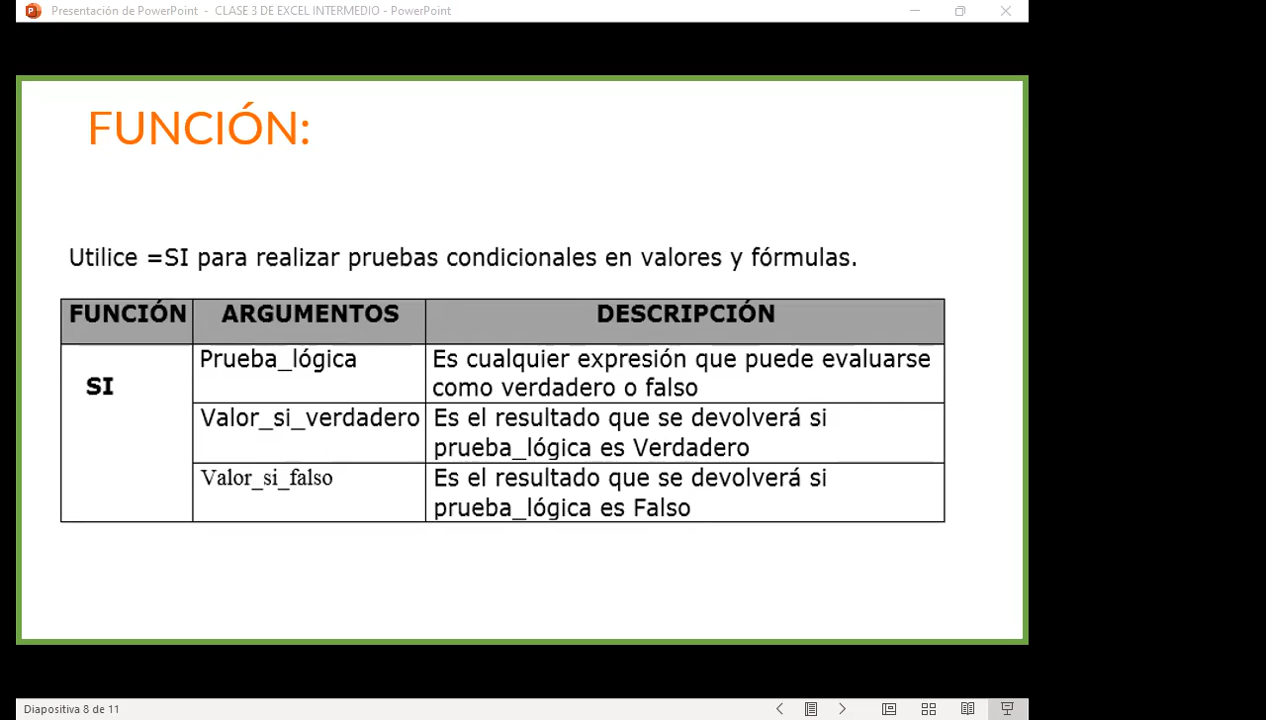 Presentación de PowerPoint - CLASE 3 DE EXCEL INTERMEDIO - PowerPoint
FUNCIÓN:
Utilice =SI para realizar pruebas condicionales en valores y fórmulas.
FUNCIÓN ARGUMENTOS DESCRIPCIÓN
SI
Prueba_lógica
Es cualquier expresión que puede evaluarse
como verdadero o falso
Valor_si_verdadero
Es el resultado que se devolverá si
prueba_lógica es Verdadero
Valor_si_falso
Es el resultado que se devolverá si
prueba_lógica es Falso
Diapositiva 8 de 11